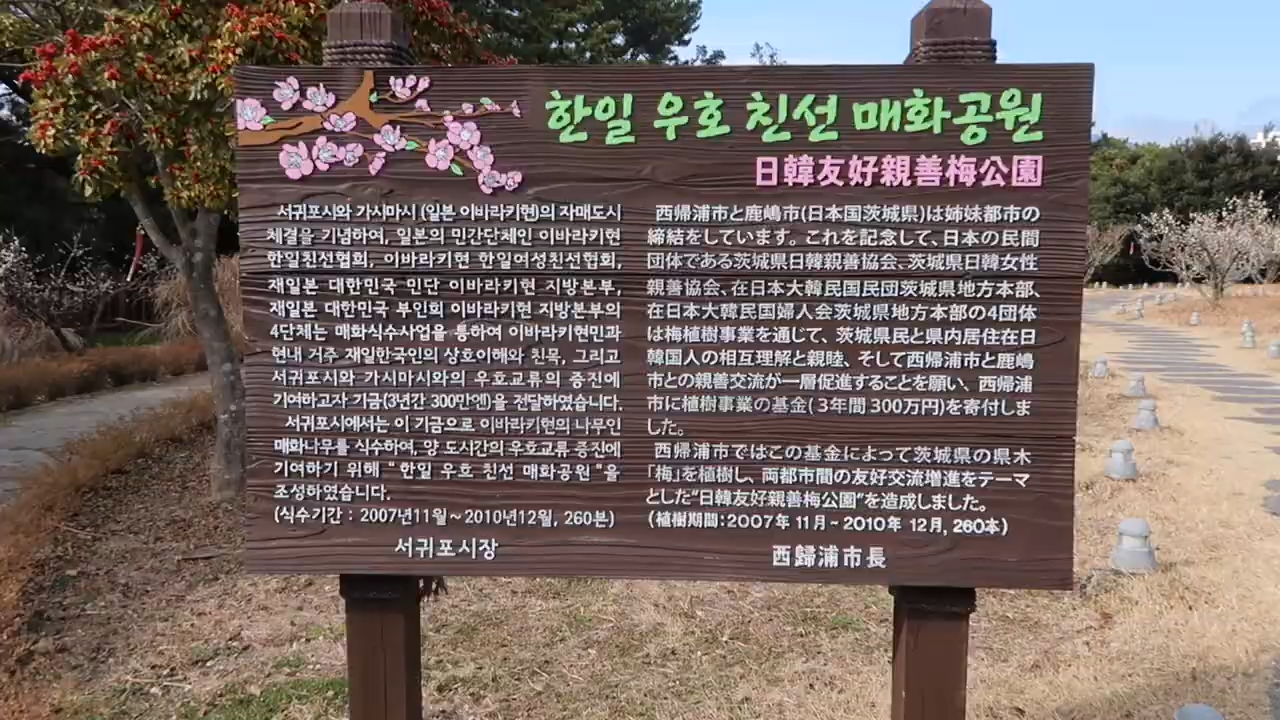 한일 우호 친선 매화공원
日韓友好親善梅公園
서귀포시와 가시마시 (일본 이바라키현)의 자매도시
체결을 기념하여, 일본의 민간단체인 이바라키현
한일친선협회, 이바라키현 한일여성친선협회,
재일본 대한민국 민단 이바라키현 지방본부,
재일본 대한민국 부인회 이바라키현 지방본부의
4단체는 매화식수사업을 통하여 이바라키현민과
현내 거주 재일한국인의 상호이해와 친목, 그리고
서귀포시와 가시마시와의 우호교류의 증진에
기여하고자 기금(3년간 300만엔)을 전달하였습니다.
서귀포시에서는 이 기금으로 이바라키현의 나무인
매화나무를 식수하여, 양 도시간의 우호교류 증진에
기여하기 위해 "한일 우호 친선 매화공원"을
조성하였습니다.
(식수기간 : 2007년11월~2010년12월, 260본)
서귀포시장
西帰浦市と鹿嶋市(日本国茨城県)は姉妹都市の
締結をしています。これを記念して、日本の民間
団体である茨城県日韓親善協会、茨城県日韓女性
親善協会、在日本大韓民国民団茨城県地方本部、
在日本大韓民国婦人会茨城県地方本部の4団体
は梅植樹事業を通じて、茨城県民と県内居住在日
韓国人の相互理解と親睦、そして西帰浦市と鹿嶋
市との親善交流が一層促進することを願い、西帰浦
市に植樹事業の基金(3年間300万円)を寄付しま
した。
西帰浦市ではこの基金によって茨城県の県木
「梅」を植樹し、両都市間の友好交流増進をテーマ
とした"日韓友好親善梅公園"を造成しました。
(植樹期間:2007年11月~2010年 12月, 260本)
西歸浦市長